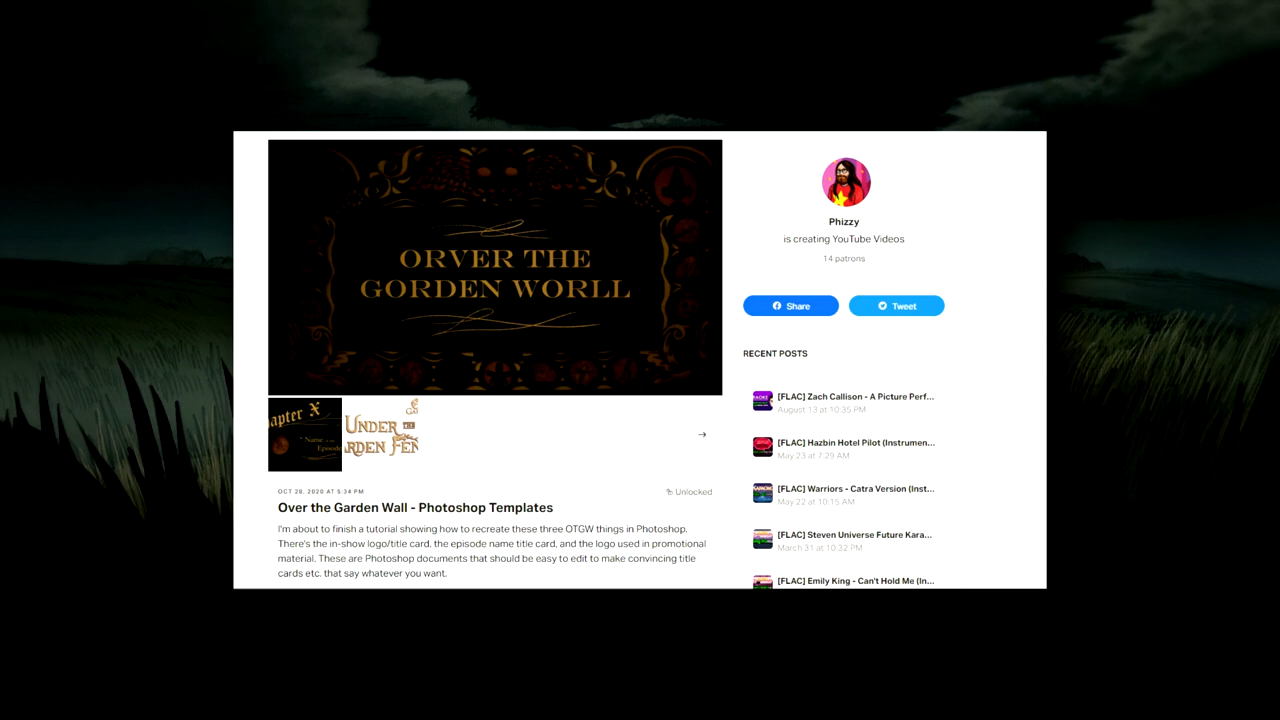 ORVER THE
GORDEN WORLL
apter X
Name
Episode
UNDER THE
RDEN FEN
OCT 28, 2020 AT 5:34 PM
Unlocked
Over the Garden Wall - Photoshop Templates
I'm about to finish a tutorial showing how to recreate these three OTGW things in Photoshop.
There's the in-show logo/title card, the episode name title card, and the logo used in promotional
material. These are Photoshop documents that should be easy to edit to make convincing title
cards etc. that say whatever you want.
Phizzy
is creating YouTube Videos
14 patrons
Share
Tweet
RECENT POSTS
[FLAC] Zach Callison - A Picture Perf...
August 13 at 10:35 PM
[FLAC] Hazbin Hotel Pilot (Instrumen...
May 23 at 7:29 AM
[FLAC] Warriors - Catra Version (Inst...
May 22 at 10:15 AM
[FLAC] Steven Universe Future Kara...
March 31 at 10:32 PM
[FLAC] Emily King - Can't Hold Me (In...